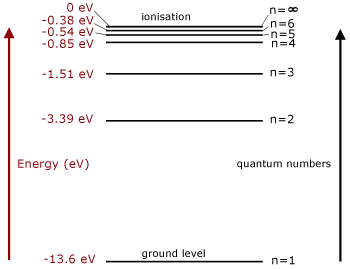 0 eV ionisation n=∞
-0.38 eV n=6
-0.54 eV n=5
-0.85 eV n=4
-1.51 eV n=3
-3.39 eV n=2
Energy (eV) quantum numbers
ground level
-13.6 eV n=1